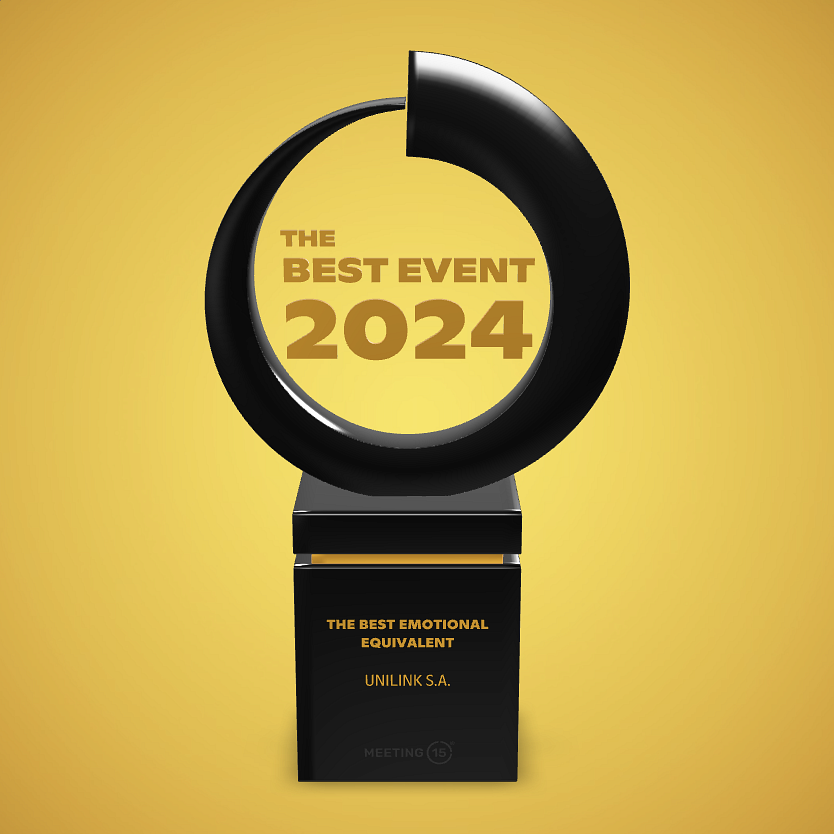 THE
BEST EVENT
2024
THE BEST EMOTIONAL
EQUIVALENT
UNILINK S.A.
MEETING 15